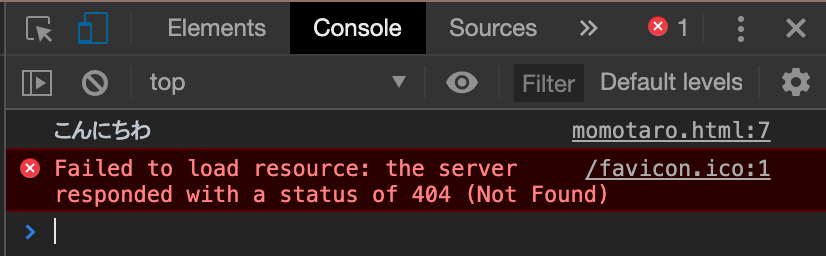 Elements Console Sources » 1
top Filter Default levels
こんにちわ momotaro.html:7
Failed to load resource: the server /favicon.ico:1
responded with a status of 404 (Not Found)
>